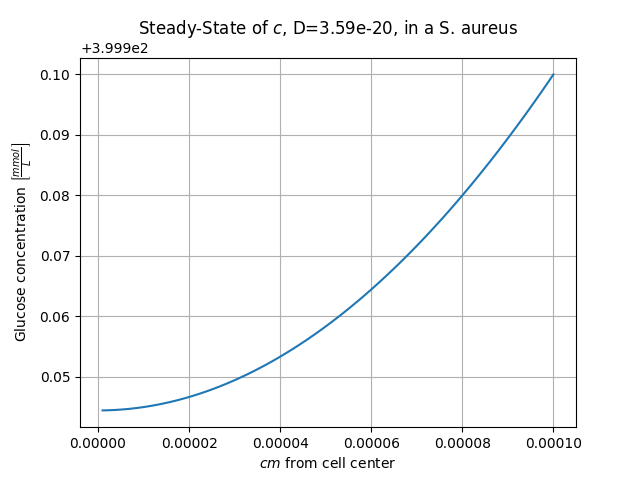 Steady-State of c, D=3.59e-20, in a S. aureus
+3.999e2
0.10
0.09
0.08
0.07
0.06
0.05
Glucose concentration [mmol/L]
0.00000 0.00002 0.00004 0.00006 0.00008 0.00010
cm from cell center